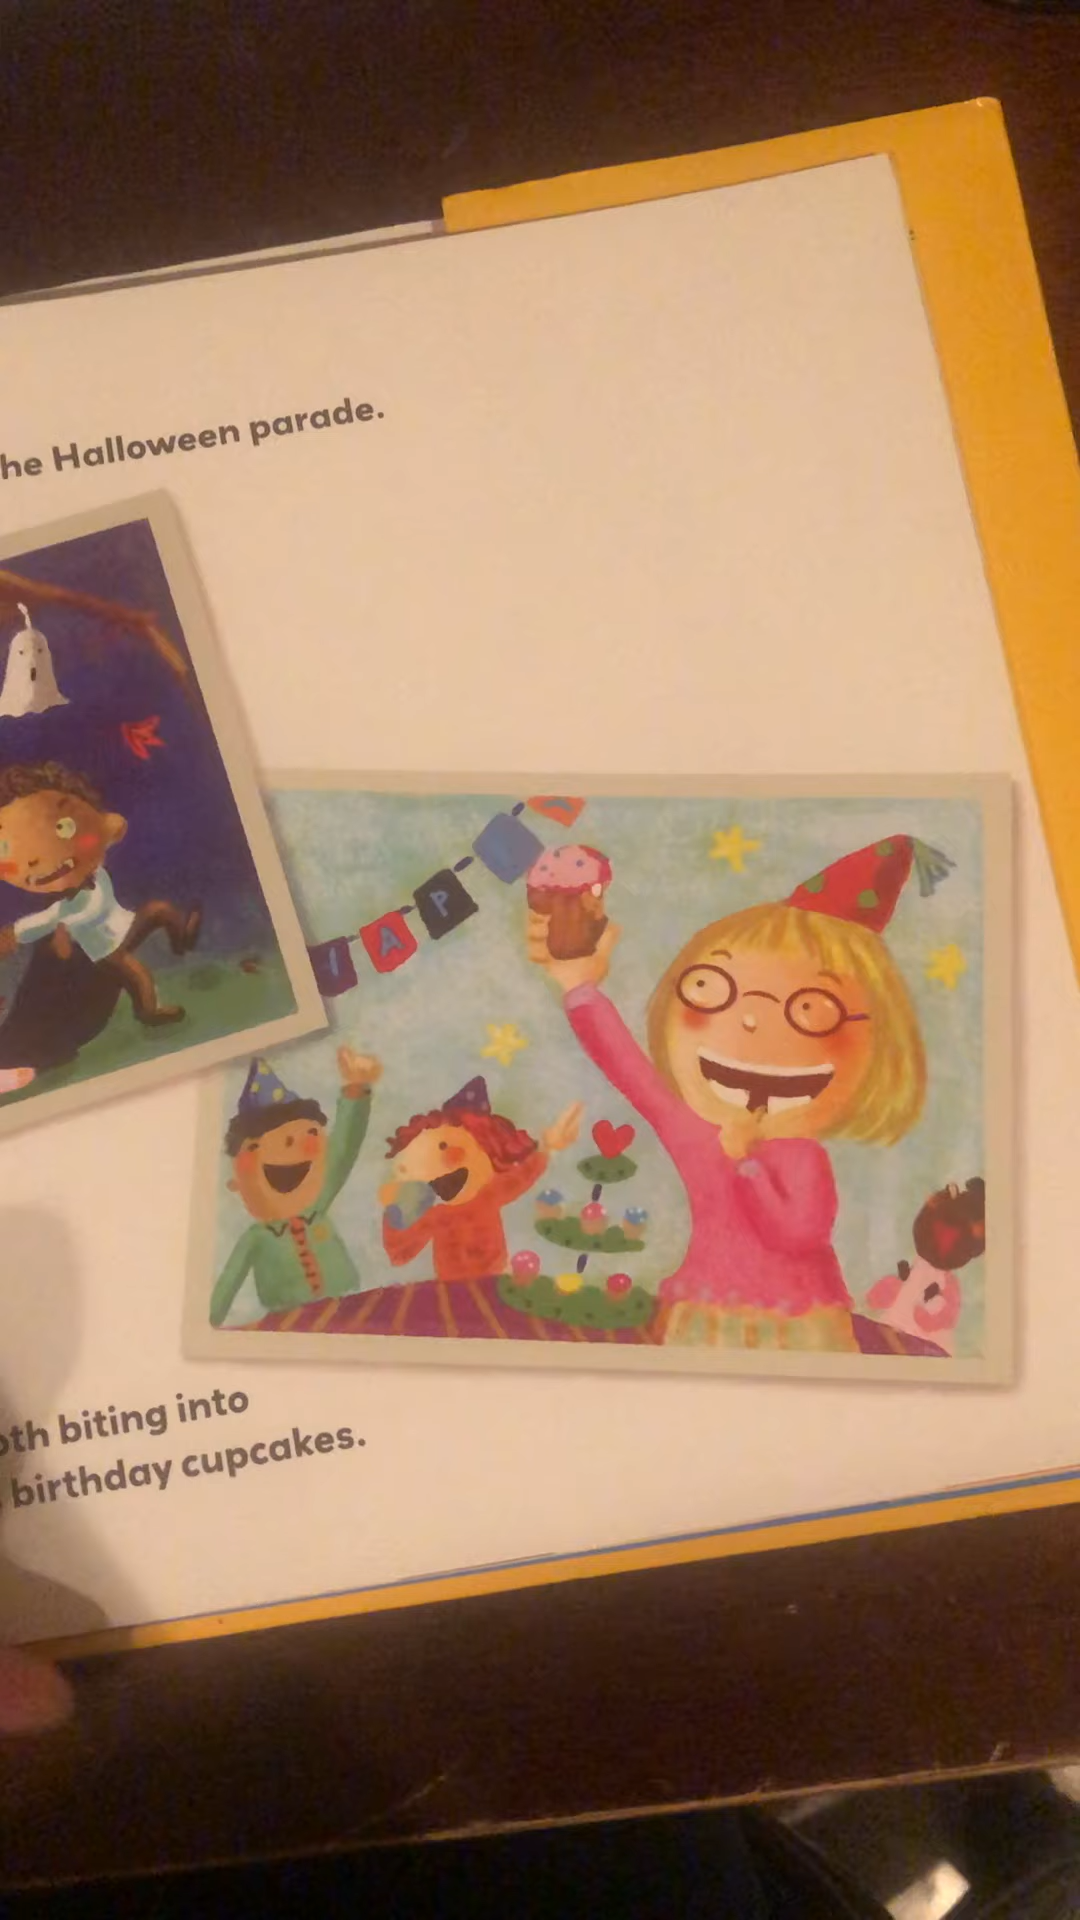 he Halloween parade.
A P
oth biting into
birthday cupcakes.